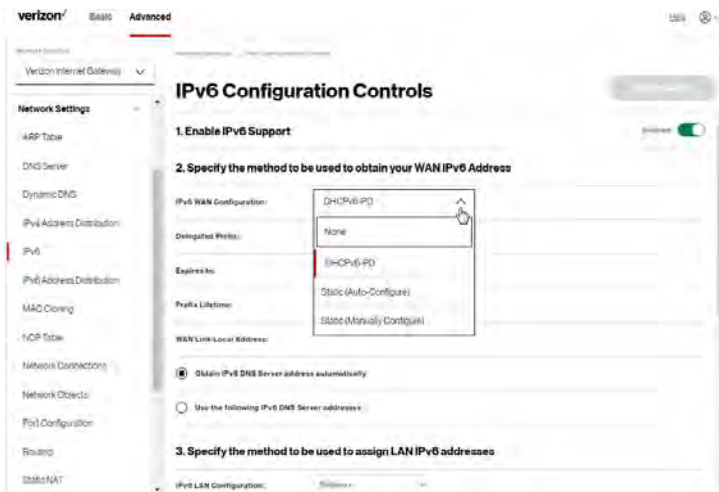 verizon✓ Basic Advanced
Verizon Internet Gateway
IPv6 Configuration Controls
Network Settings
1. Enable IPv6 Support
Enabled
ARP Table
DNS Server
2. Specify the method to be used to obtain your WAN IPv6 Address
Dynamic DNS
IPv6 WAN Configuration: DHCPv6-PD
IPv4 Address Distribution
None
Delegated Prefix:
IPv6
DHCPv6-PD
Expires In:
IPv6 Address Distribution
Static (Auto-Configure)
MAC Cloning
Prefix Lifetime:
Static (Manually Configure)
NDP Table
WAN Link-Local Address:
Network Connections
Obtain IPv6 DNS Server address automatically
Network Objects
Use the following IPv6 DNS Server addresses
Port Configuration
Routing
3. Specify the method to be used to assign LAN IPv6 addresses
Static NAT
IPv6 LAN Configuration: